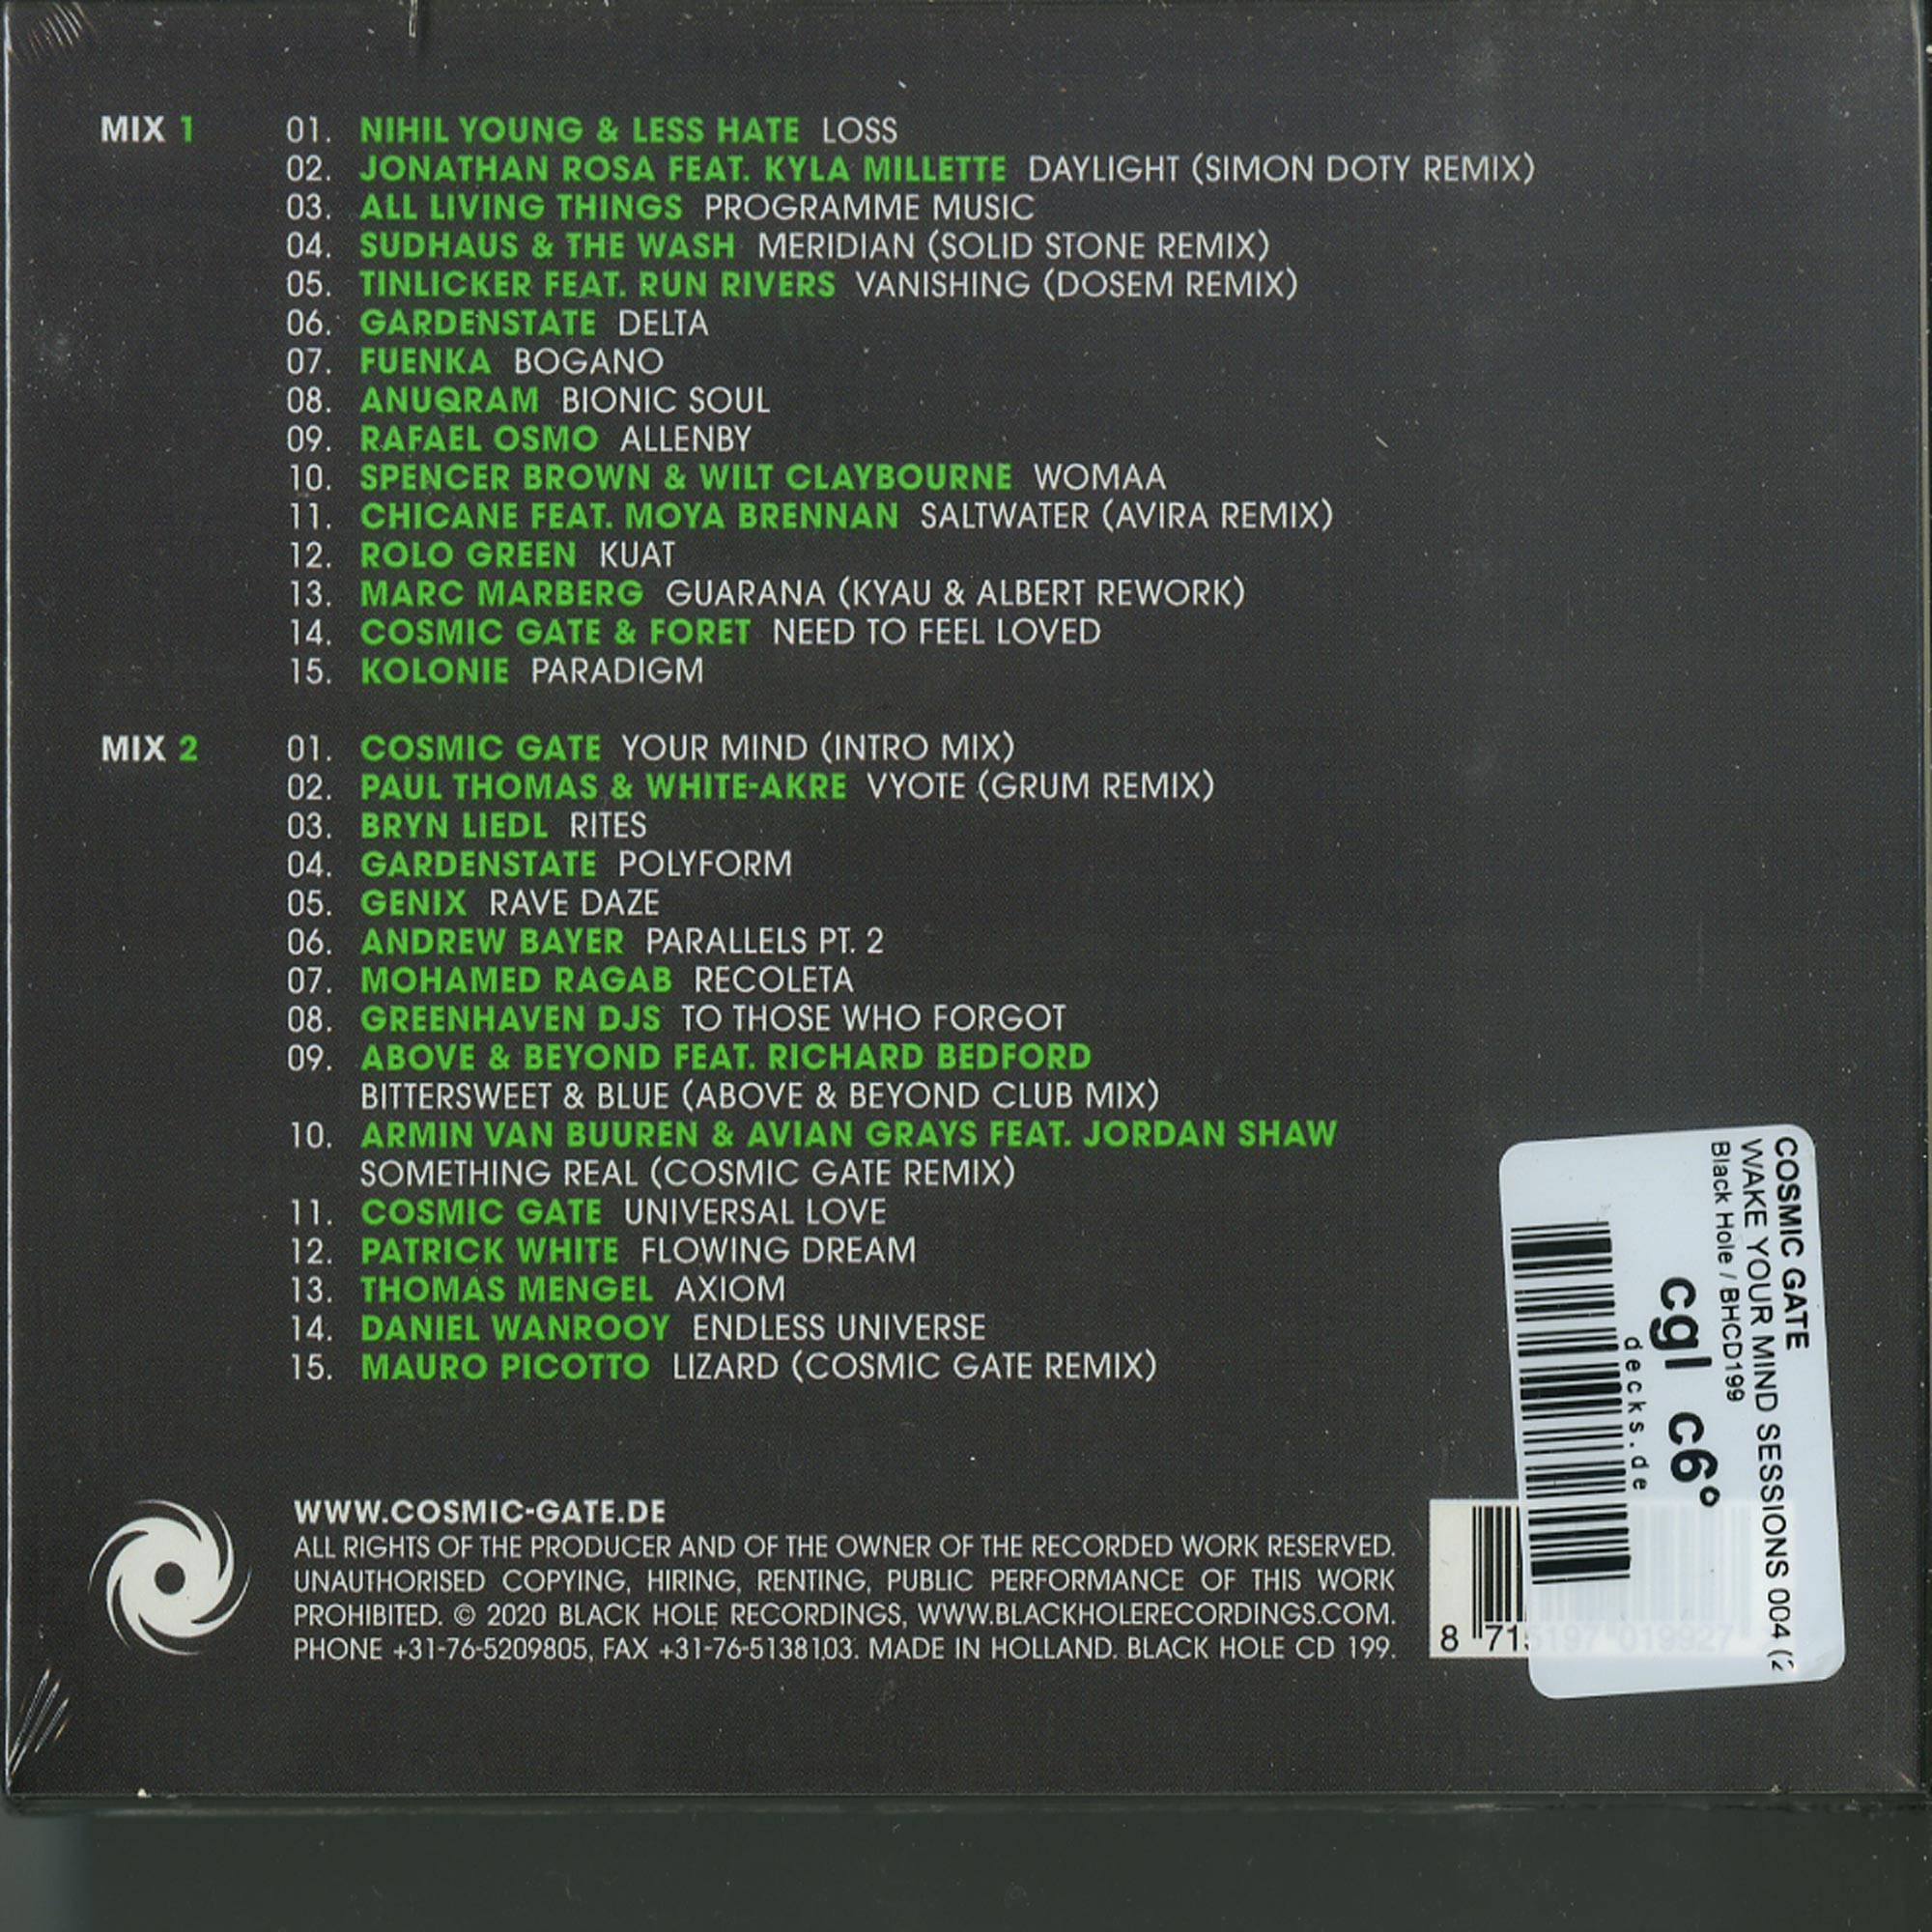 MIX 1 01. NIHIL YOUNG & LESS HATE LOSS
02. JONATHAN ROSA FEAT. KYLA MILLETTE DAYLIGHT (SIMON DOTY REMIX)
03. ALL LIVING THINGS PROGRAMME MUSIC
04. SUDHAUS & THE WASH MERIDIAN (SOLID STONE REMIX)
05. TINLICKER FEAT. RUN RIVERS VANISHING (DOSEM REMIX)
06. GARDENSTATE DELTA
07. FUENKA BOGANO
08. ANUQRAM BIONIC SOUL
09. RAFAEL OSMO ALLENBY
10. SPENCER BROWN & WILT CLAYBOURNE WOMAA
11. CHICANE FEAT. MOYA BRENNAN SALTWATER (AVIRA REMIX)
12. ROLO GREEN KUAT
13. MARC MARBERG GUARANA (KYAU & ALBERT REWORK)
14. COSMIC GATE & FORET NEED TO FEEL LOVED
15. KOLONIE PARADIGM
MIX 2 01. COSMIC GATE YOUR MIND (INTRO MIX)
02. PAUL THOMAS & WHITE-AKRE VYOTE (GRUM REMIX)
03. BRYN LIEDL RITES
04. GARDENSTATE POLYFORM
05. GENIX RAVE DAZE
06. ANDREW BAYER PARALLELS PT. 2
07. MOHAMED RAGAB RECOLETA
08. GREENHAVEN DJS TO THOSE WHO FORGOT
09. ABOVE & BEYOND FEAT. RICHARD BEDFORD
BITTERSWEET & BLUE (ABOVE & BEYOND CLUB MIX)
10. ARMIN VAN BUUREN & AVIAN GRAYS FEAT. JORDAN SHAW
SOMETHING REAL (COSMIC GATE REMIX)
11. COSMIC GATE UNIVERSAL LOVE
12. PATRICK WHITE FLOWING DREAM
13. THOMAS MENGEL AXIOM
14. DANIEL WANROOY ENDLESS UNIVERSE
15. MAURO PICOTTO LIZARD (COSMIC GATE REMIX)
WWW.COSMIC-GATE.DE
ALL RIGHTS OF THE PRODUCER AND OF THE OWNER OF THE RECORDED WORK RESERVED.
UNAUTHORISED COPYING, HIRING, RENTING, PUBLIC PERFORMANCE OF THIS WORK
PROHIBITED. © 2020 BLACK HOLE RECORDINGS, WWW.BLACKHOLERECORDINGS.COM.
PHONE +31-76-5209805, FAX +31-76-5138103. MADE IN HOLLAND. BLACK HOLE CD 199.
COSMIC GATE
WAKE YOUR MIND SESSIONS 004 (2
Black Hole / BHCD199
cgl c6°
decks.de
8 715197 019927